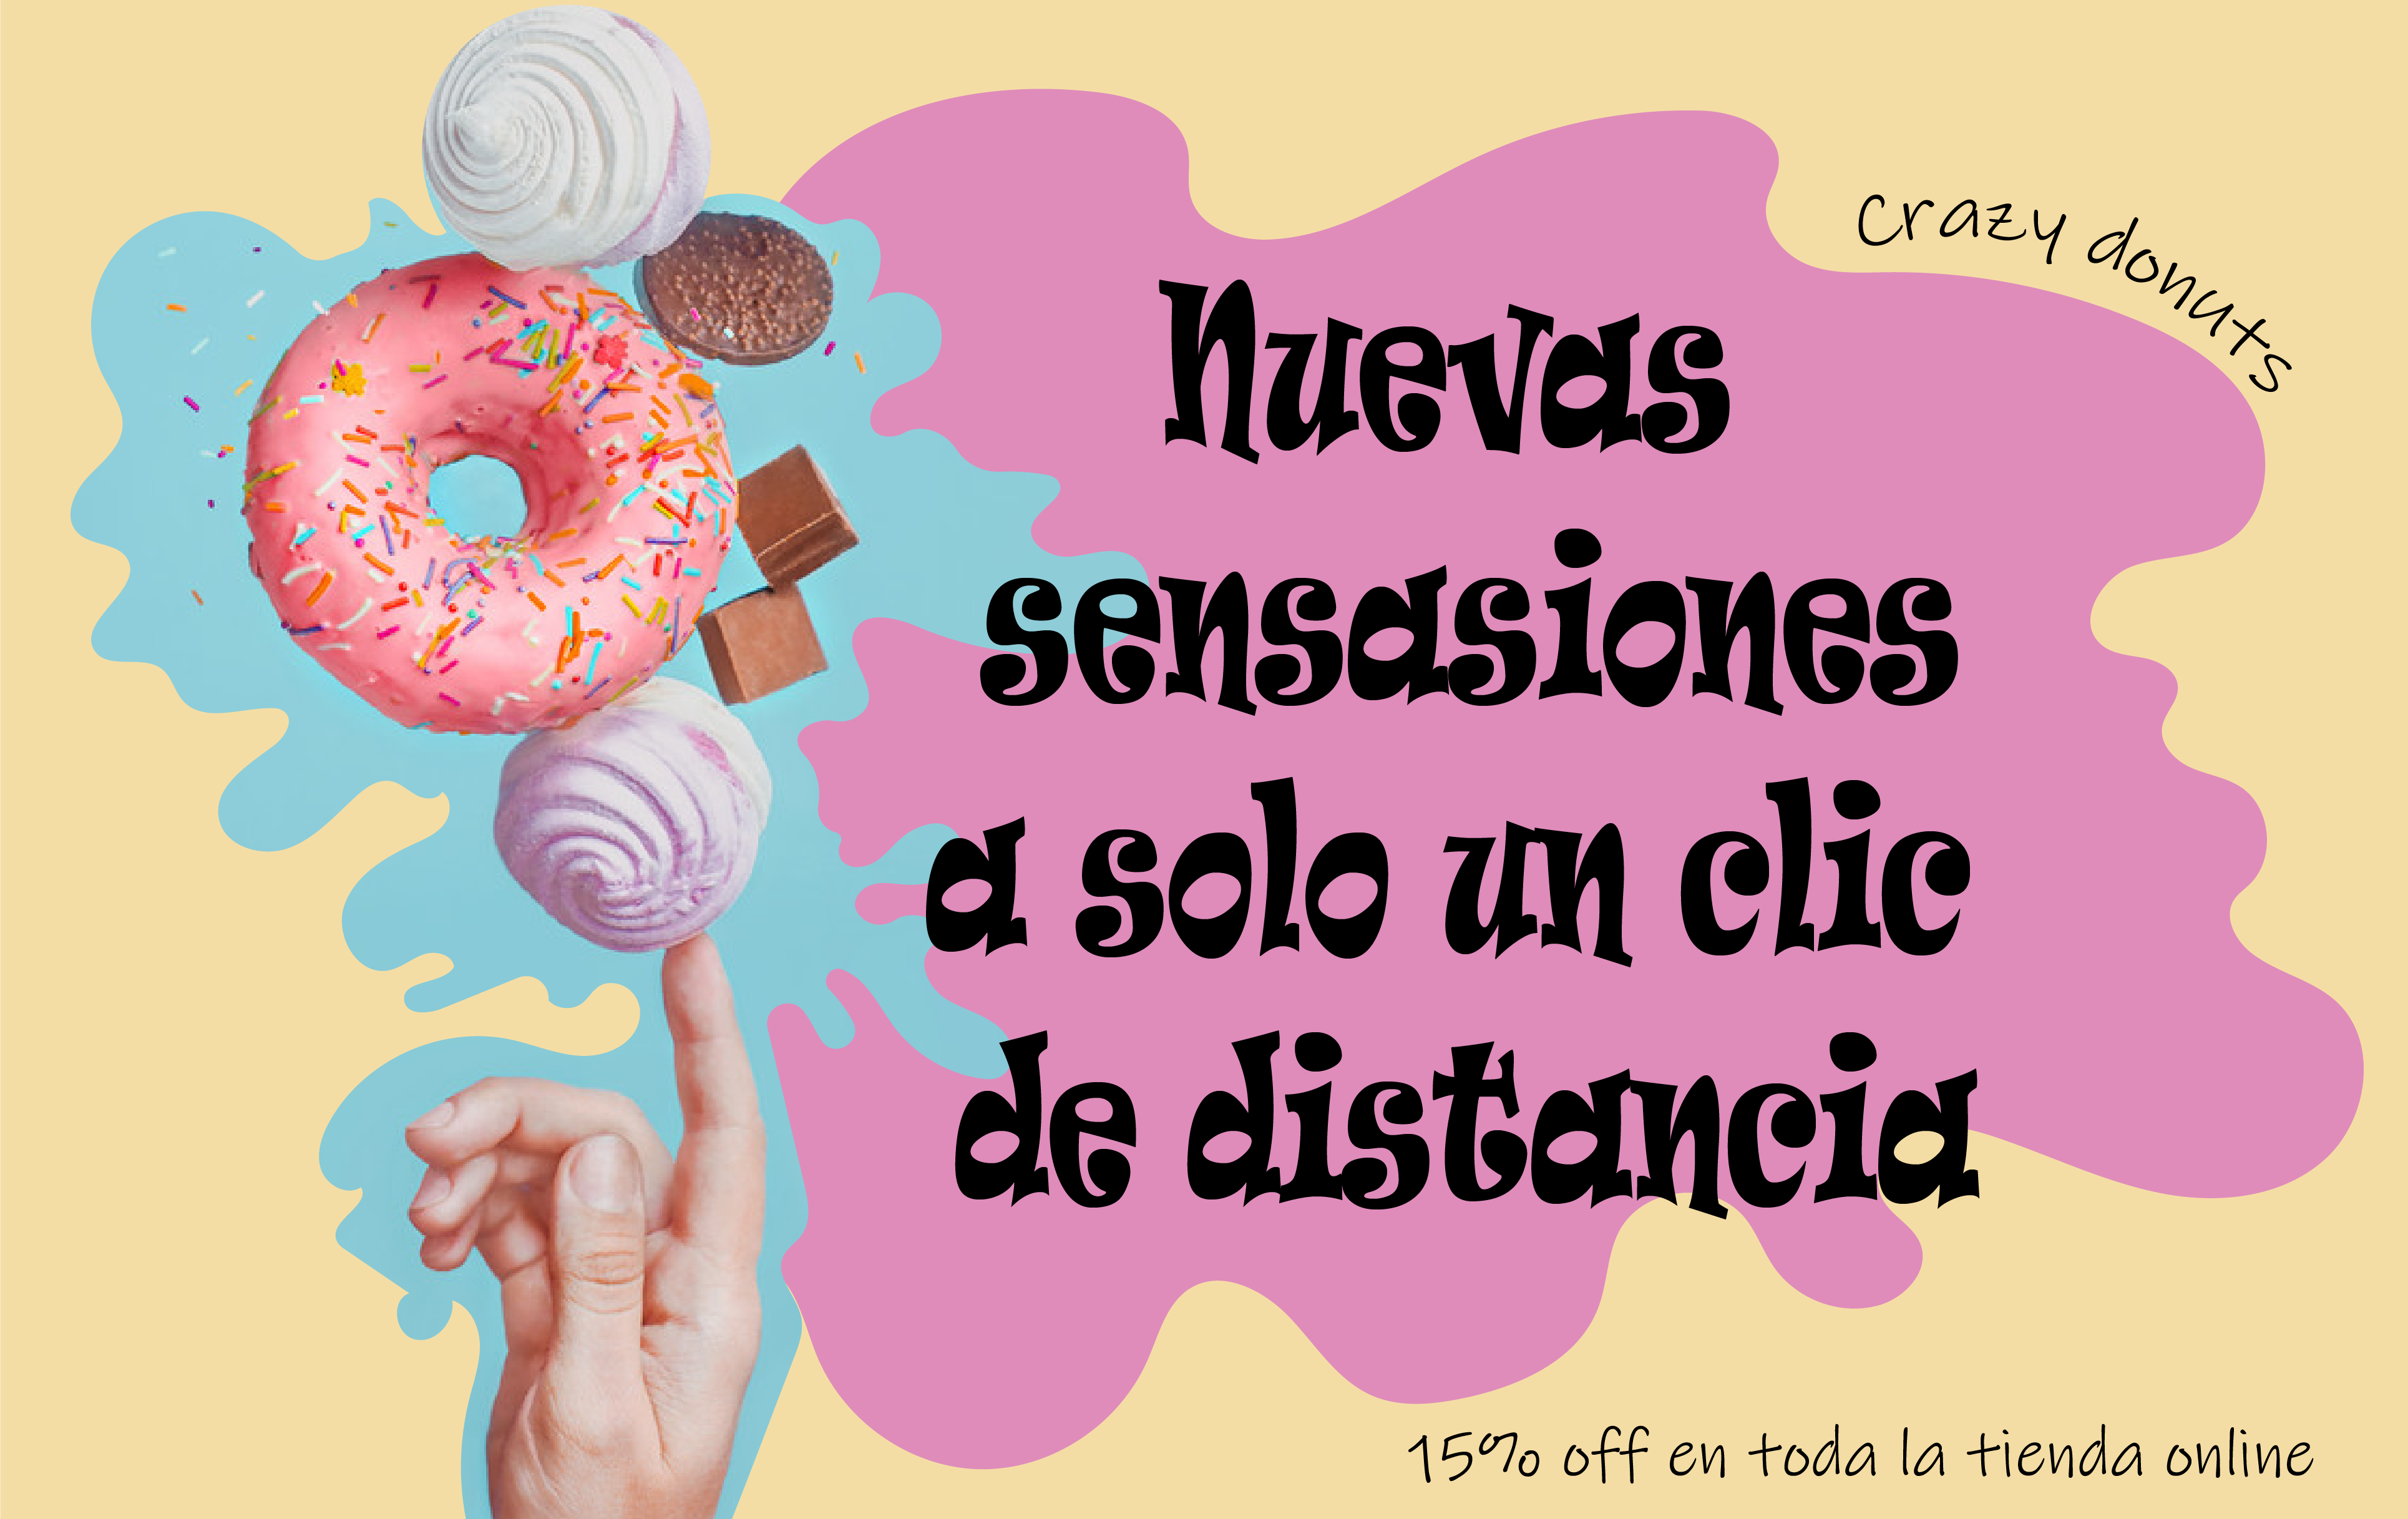 crazy donuts
Nuevas
sensasiones
a solo un clic
de distancia
15% off en toda la tienda online